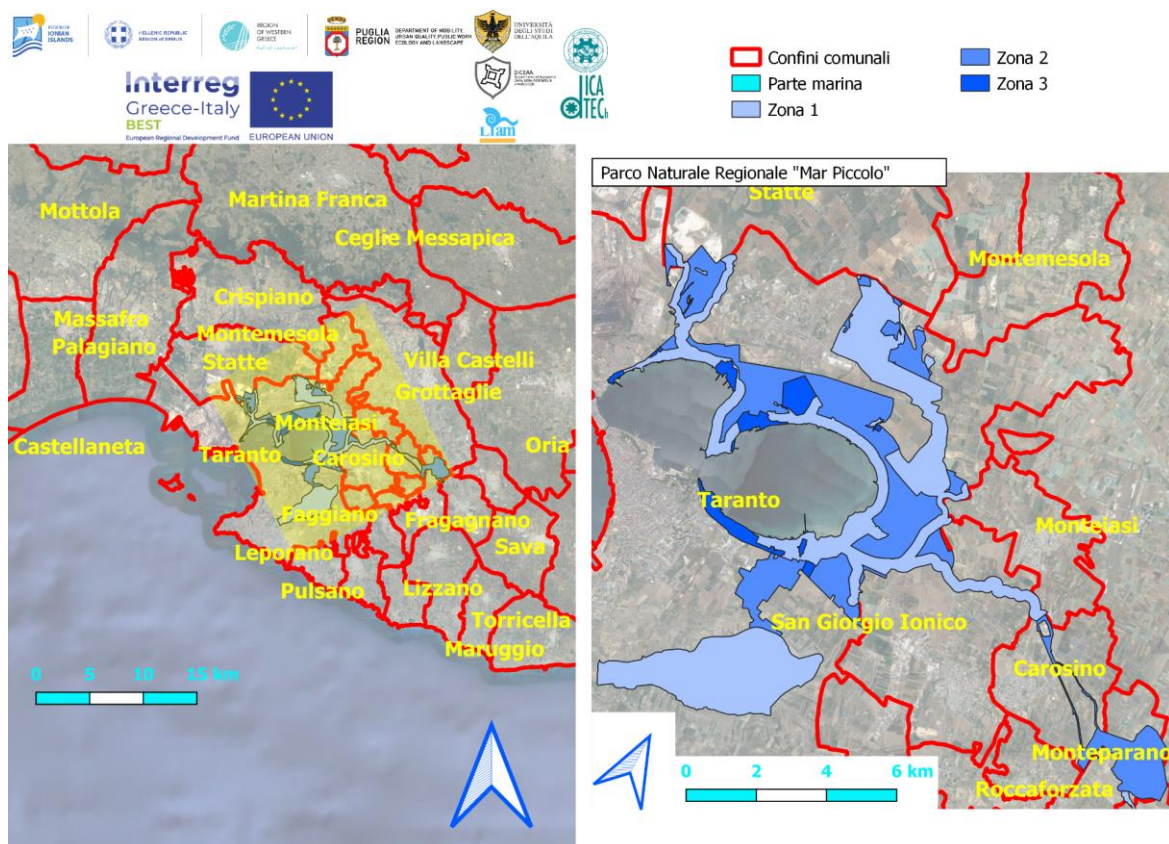 IONIAN
ISLANDS
HELLENIC REPUBLIC
REGION of EPIRUS
REGION
OF WESTERN
GREECE
PUGLIA
REGION
DEPARTMENT OF MOBILITY,
URBAN QUALITY, PUBLIC WORK
ECOLOGY AND LANDSCAPE
UNIVERSITÀ
DEGLI STUDI
DELL'AQUILA
DICEAA
Interreg
Greece-Italy
BEST
European Regional Development Fund
EUROPEAN UNION
dICA
TECh
Confini comunali
Parte marina
Zona 1
Zona 2
Zona 3
Mottola
Martina Franca
Ceglie Messapica
Crispiano
Massafra
Palagiano
Montemesola
Statte
Villa Castelli
Grottaglie
Castellaneta
Monteiasi
Taranto
Carosino
Oria
Faggiano
Fragagnano
Leporano
Sava
Pulsano
Lizzano
Torricella
Maruggio
0 5 10 15 km
Parco Naturale Regionale "Mar Piccolo"
Statte
Montemesola
Taranto
Monteiasi
San Giorgio Ionico
Carosino
Monteparano
Roccaforzata
0 2 4 6 km